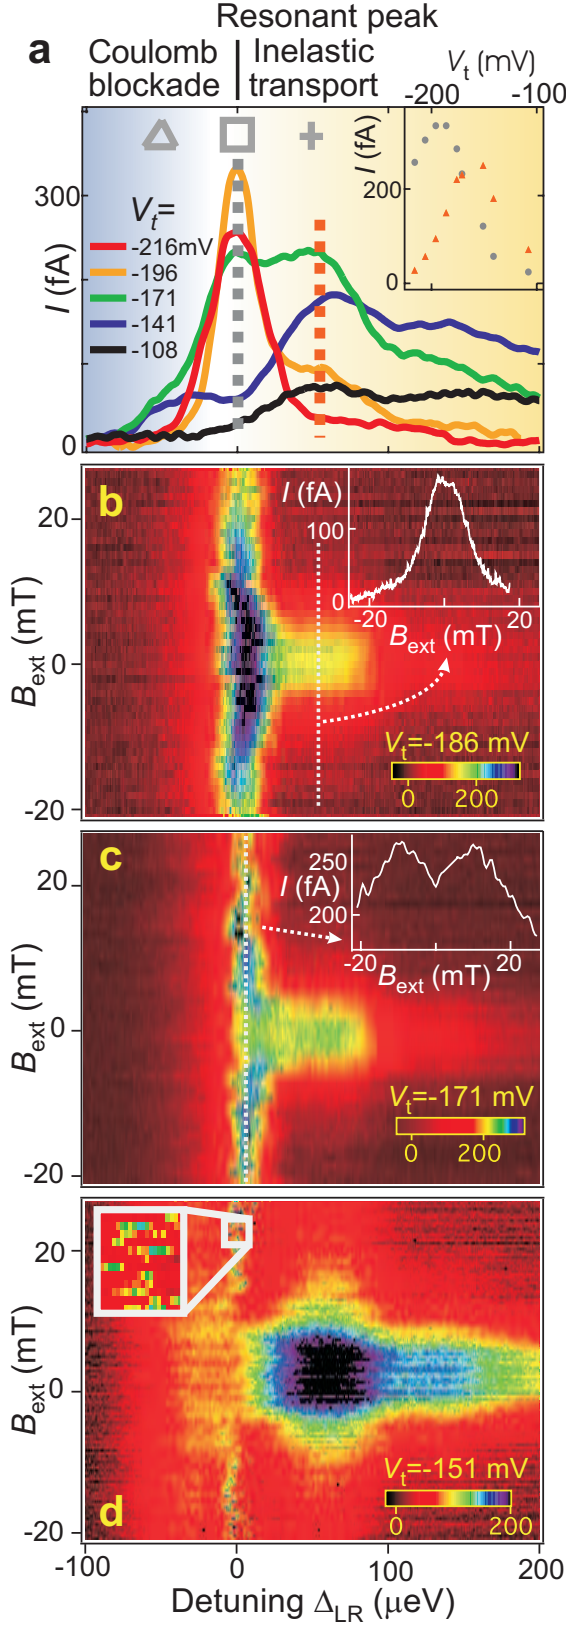 Resonant peak
a
Coulomb blockade
Inelastic transport
V_t (mV)
-200 -100
I (fA)
200
0
300
I (fA)
0
V_t=
-216mV
-196
-171
-141
-108
b
20
0
-20
B_ext (mT)
I (fA)
100
0
-20 0 20
B_ext (mT)
V_t=-186 mV
0 200
c
20
0
-20
B_ext (mT)
250
I (fA)
200
-20 20
B_ext (mT)
V_t=-171 mV
0 200
20
0
-20
B_ext (mT)
V_t=-151 mV
0 200
d
-100 0 100 200
Detuning Δ_LR (µeV)